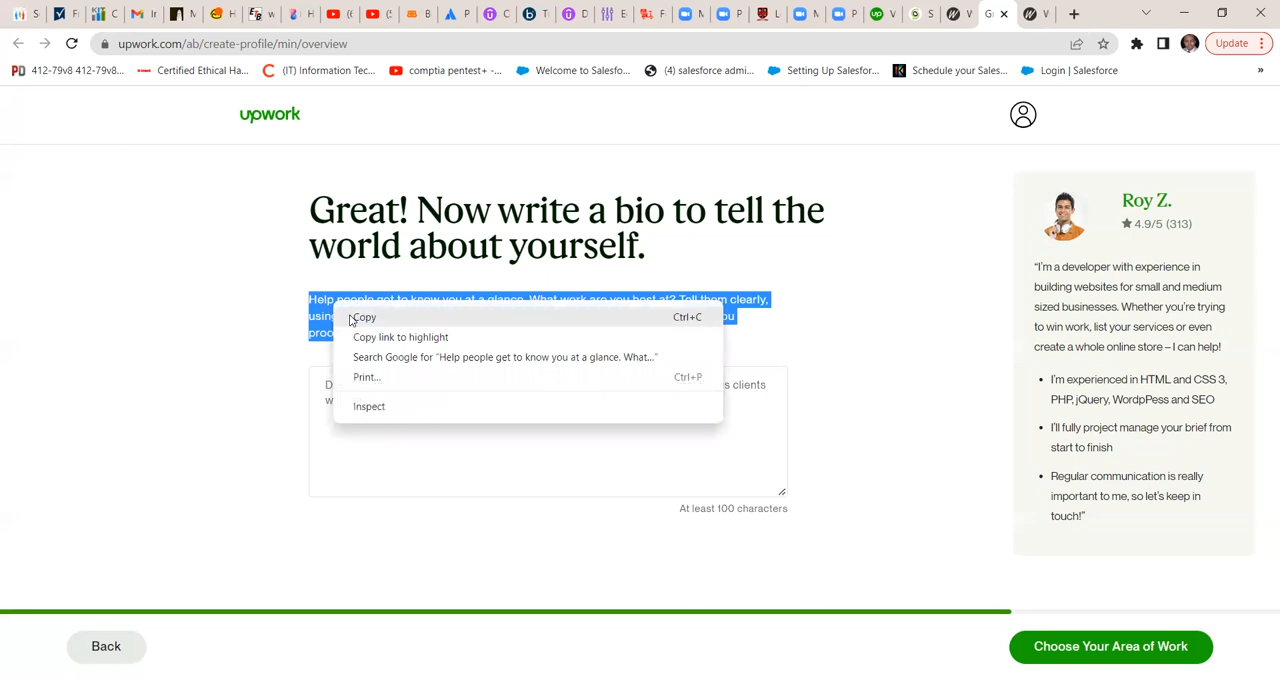 S
Fr
C
Ir
H
w
H
(
(S
B
P
C
T
D
E
F
M
P
L
M
P
V
S
V
G
V
upwork.com/ab/create-profile/min/overview
Update
412-79v8 412-79v8...
Certified Ethical Ha...
(IT) Information Tec...
comptia pentest+ -...
Welcome to Salesfo...
(4) salesforce admi...
Setting Up Salesfor...
Schedule your Sales...
Login | Salesforce
»
upwork
Great! Now write a bio to tell the
world about yourself.
Help people get to know you at a glance. What work are you best at? Tell them clearly,
using
ou
proo
Copy Ctrl+C
Copy link to highlight
Search Google for "Help people get to know you at a glance. What..."
Print... Ctrl+P
Inspect
D
s clients
w
At least 100 characters
Roy Z.
4.9/5 (313)
"I'm a developer with experience in
building websites for small and medium
sized businesses. Whether you're trying
to win work, list your services or even
create a whole online store – I can help!
• I'm experienced in HTML and CSS 3,
PHP, jQuery, WordpPess and SEO
• I'll fully project manage your brief from
start to finish
• Regular communication is really
important to me, so let's keep in
touch!"
Back
Choose Your Area of Work